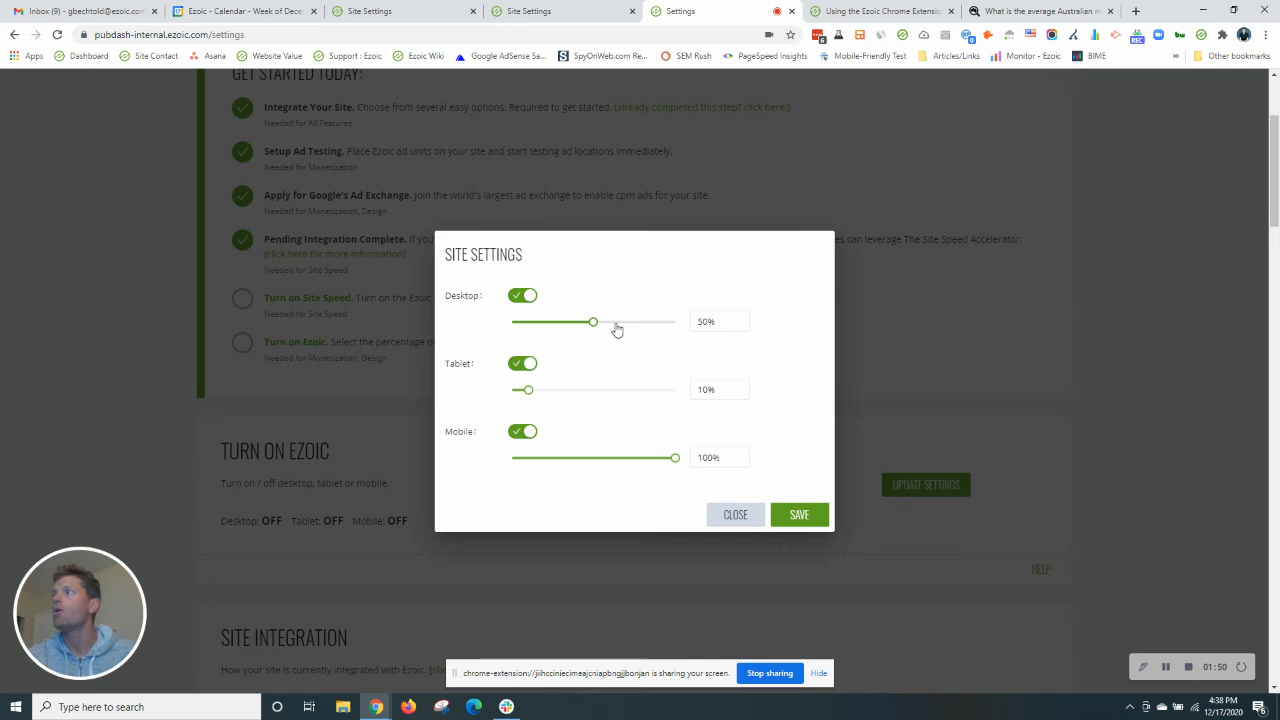 Inbox (9) - gbechtold@ezoic.com
Ezoic - Calendar - Week of Dece
Site Settings
Site Settings
Settings
Using the Ezoic Chrome Extensi
What is the average Australian m
pubdash-internal.ezoic.com/settings
Apps
Asana
Dashboard
Site Contact
Website
Support : Ezoic
Ezoic Wiki
Google AdSense Sa...
SpyOnWeb.com Re...
SEM Rush
PageSpeed Insights
Mobile-Friendly Test
Articles/Links
Monitor - Ezoic
BIME
»
Other bookmarks
GET STARTED TODAY:
Integrate Your Site. Choose from several easy options. Required to get started. (already completed this step? click here.)
Needed for All Features
Setup Ad Testing. Place Ezoic ad units on your site and start testing ad locations immediately.
Needed for Monetization
Apply for Google's Ad Exchange. Join the world's largest ad exchange to enable cpm ads for your site.
Needed for Monetization, Design
Pending Integration Complete. If you
es can leverage The Site Speed Accelerator.
(click here for more information)
Needed for Site Speed
Turn on Site Speed. Turn on the Ezoic
Needed for Site Speed
Turn on Ezoic. Select the percentage o
Needed for Monetization, Design
SITE SETTINGS
Desktop:
50%
Tablet:
10%
Mobile:
100%
CLOSE
SAVE
TURN ON EZOIC
Turn on / off desktop, tablet or mobile,
UPDATE SETTINGS
Desktop: OFF Tablet: OFF Mobile: OFF
HELP
SITE INTEGRATION
How your site is currently integrated with Ezoic. [sho
chrome-extension://jiihcciniecimeajcniapbngjjbonjan is sharing your screen.
Stop sharing
Hide
01:50
Type here to search
4:38 PM
12/17/2020